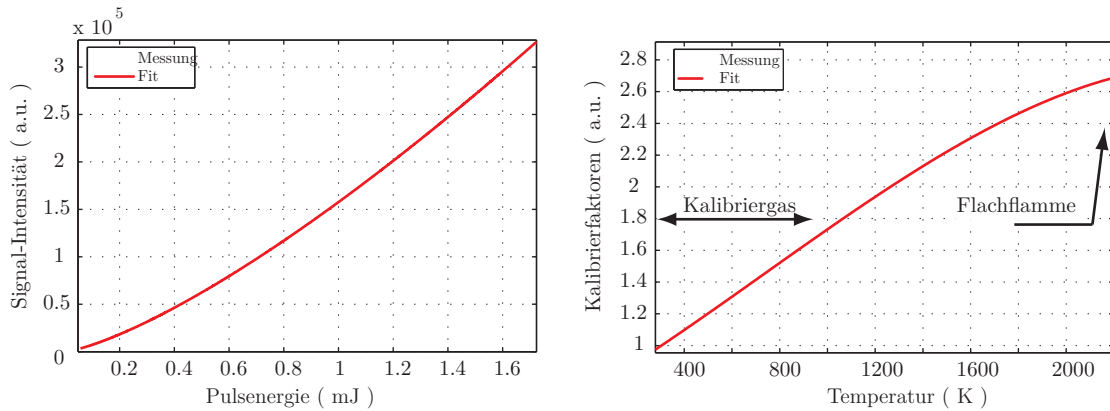 x 10 5
Messung
Fit
Signal-Intensität ( a.u. )
3
2.5
2
1.5
1
0.5
0
0.2 0.4 0.6 0.8 1 1.2 1.4 1.6
Pulsenergie ( mJ )
Messung
Fit
Kalibrierfaktoren ( a.u. )
2.8
2.6
2.4
2.2
2
1.8
1.6
1.4
1.2
1
Kalibriergas
Flachflamme
400 800 1200 1600 2000
Temperatur ( K )